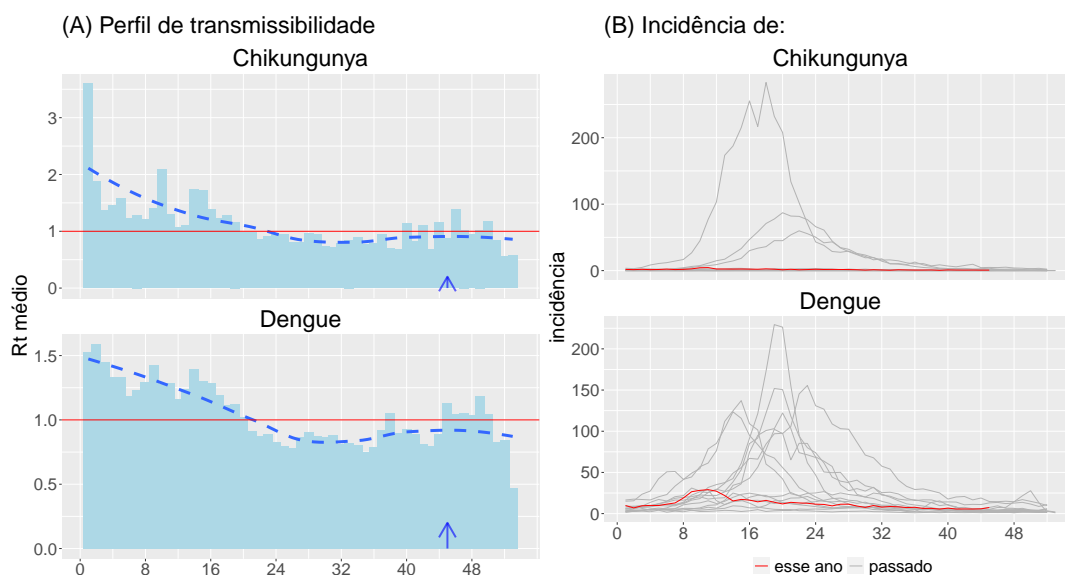 (A) Perfil de transmissibilidade
Chikungunya
3
2
1
0
Dengue
1.5
1.0
0.5
0.0
0 8 16 24 32 40 48
Rt médio
(B) Incidência de:
Chikungunya
200
100
0
Dengue
200
150
100
50
0
0 8 16 24 32 40 48
incidência
esse ano passado